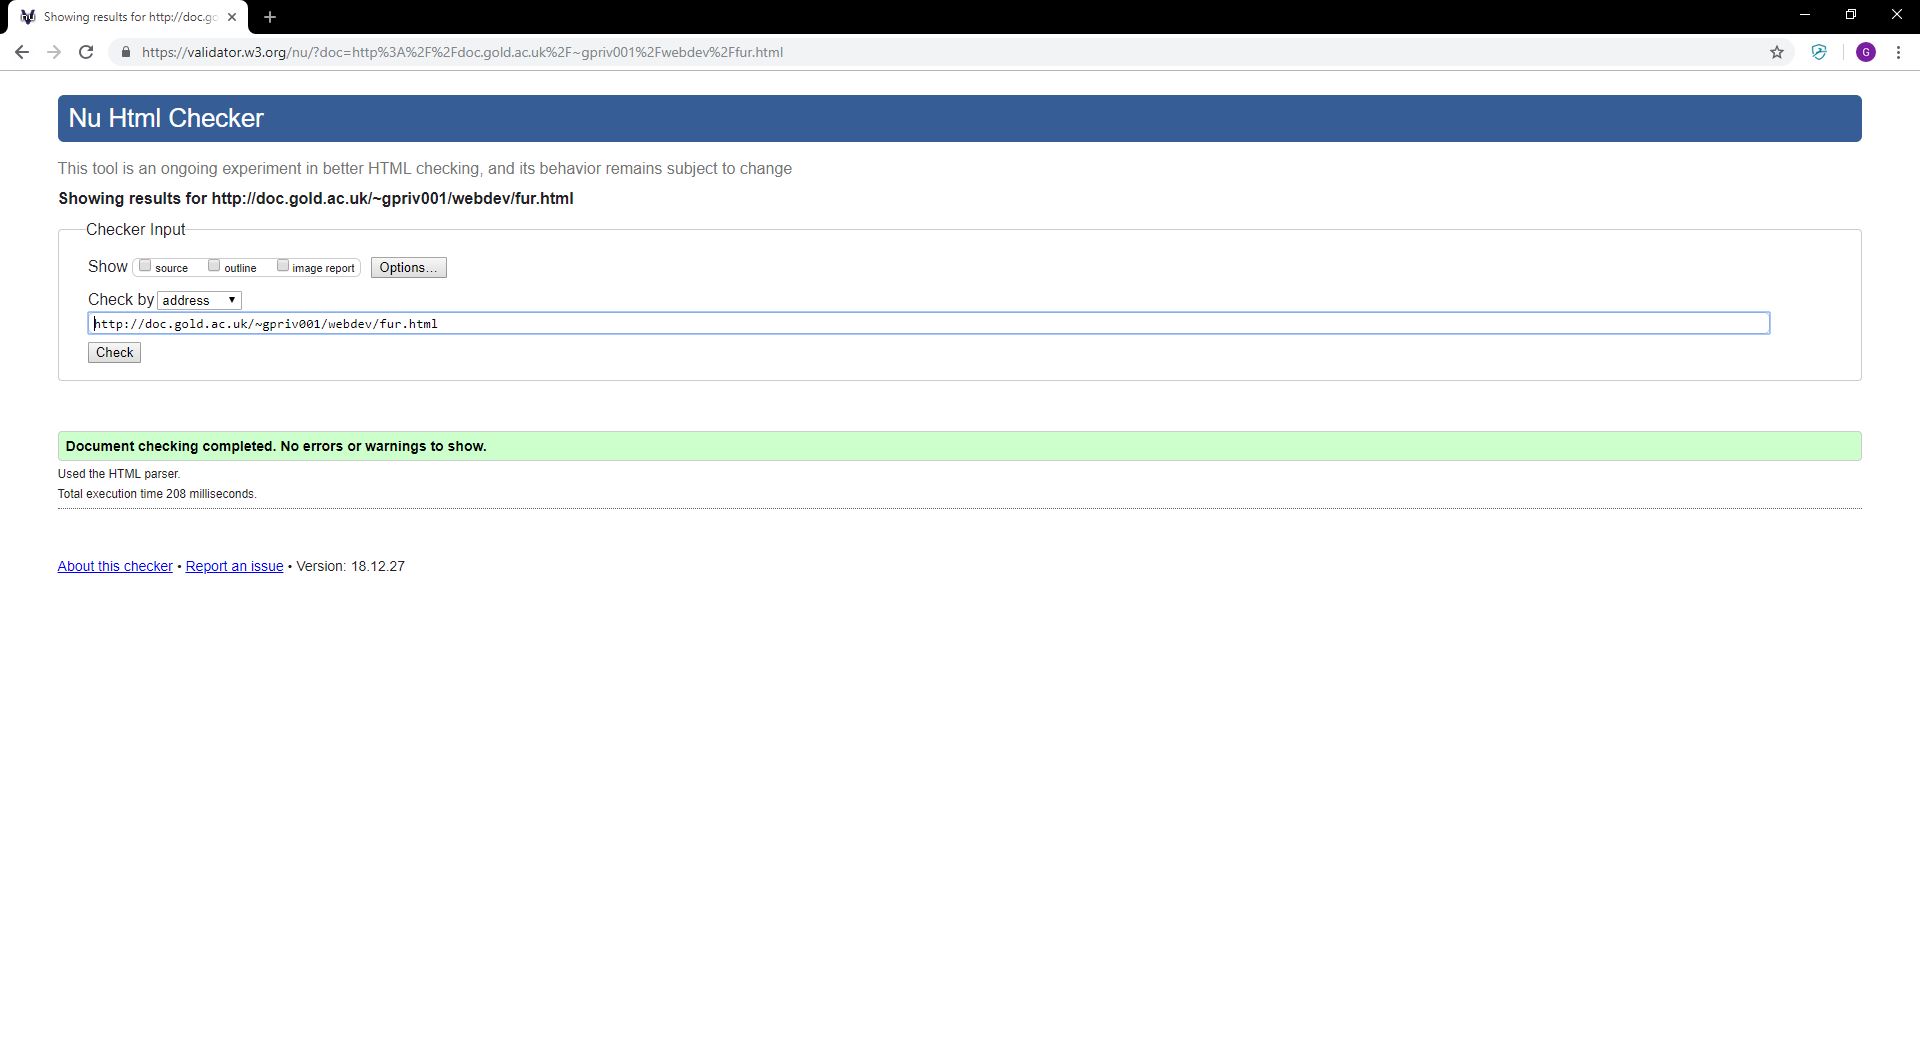 Showing results for http://doc.go
https://validator.w3.org/nu/?doc=http%3A%2F%2Fdoc.gold.ac.uk%2F~gpriv001%2Fwebdev%2Ffur.html
G
Nu Html Checker
This tool is an ongoing experiment in better HTML checking, and its behavior remains subject to change
Showing results for http://doc.gold.ac.uk/~gpriv001/webdev/fur.html
Checker Input
Show source outline image report Options...
Check by address
http://doc.gold.ac.uk/~gpriv001/webdev/fur.html
Check
Document checking completed. No errors or warnings to show.
Used the HTML parser.
Total execution time 208 milliseconds.
About this checker • Report an issue • Version: 18.12.27